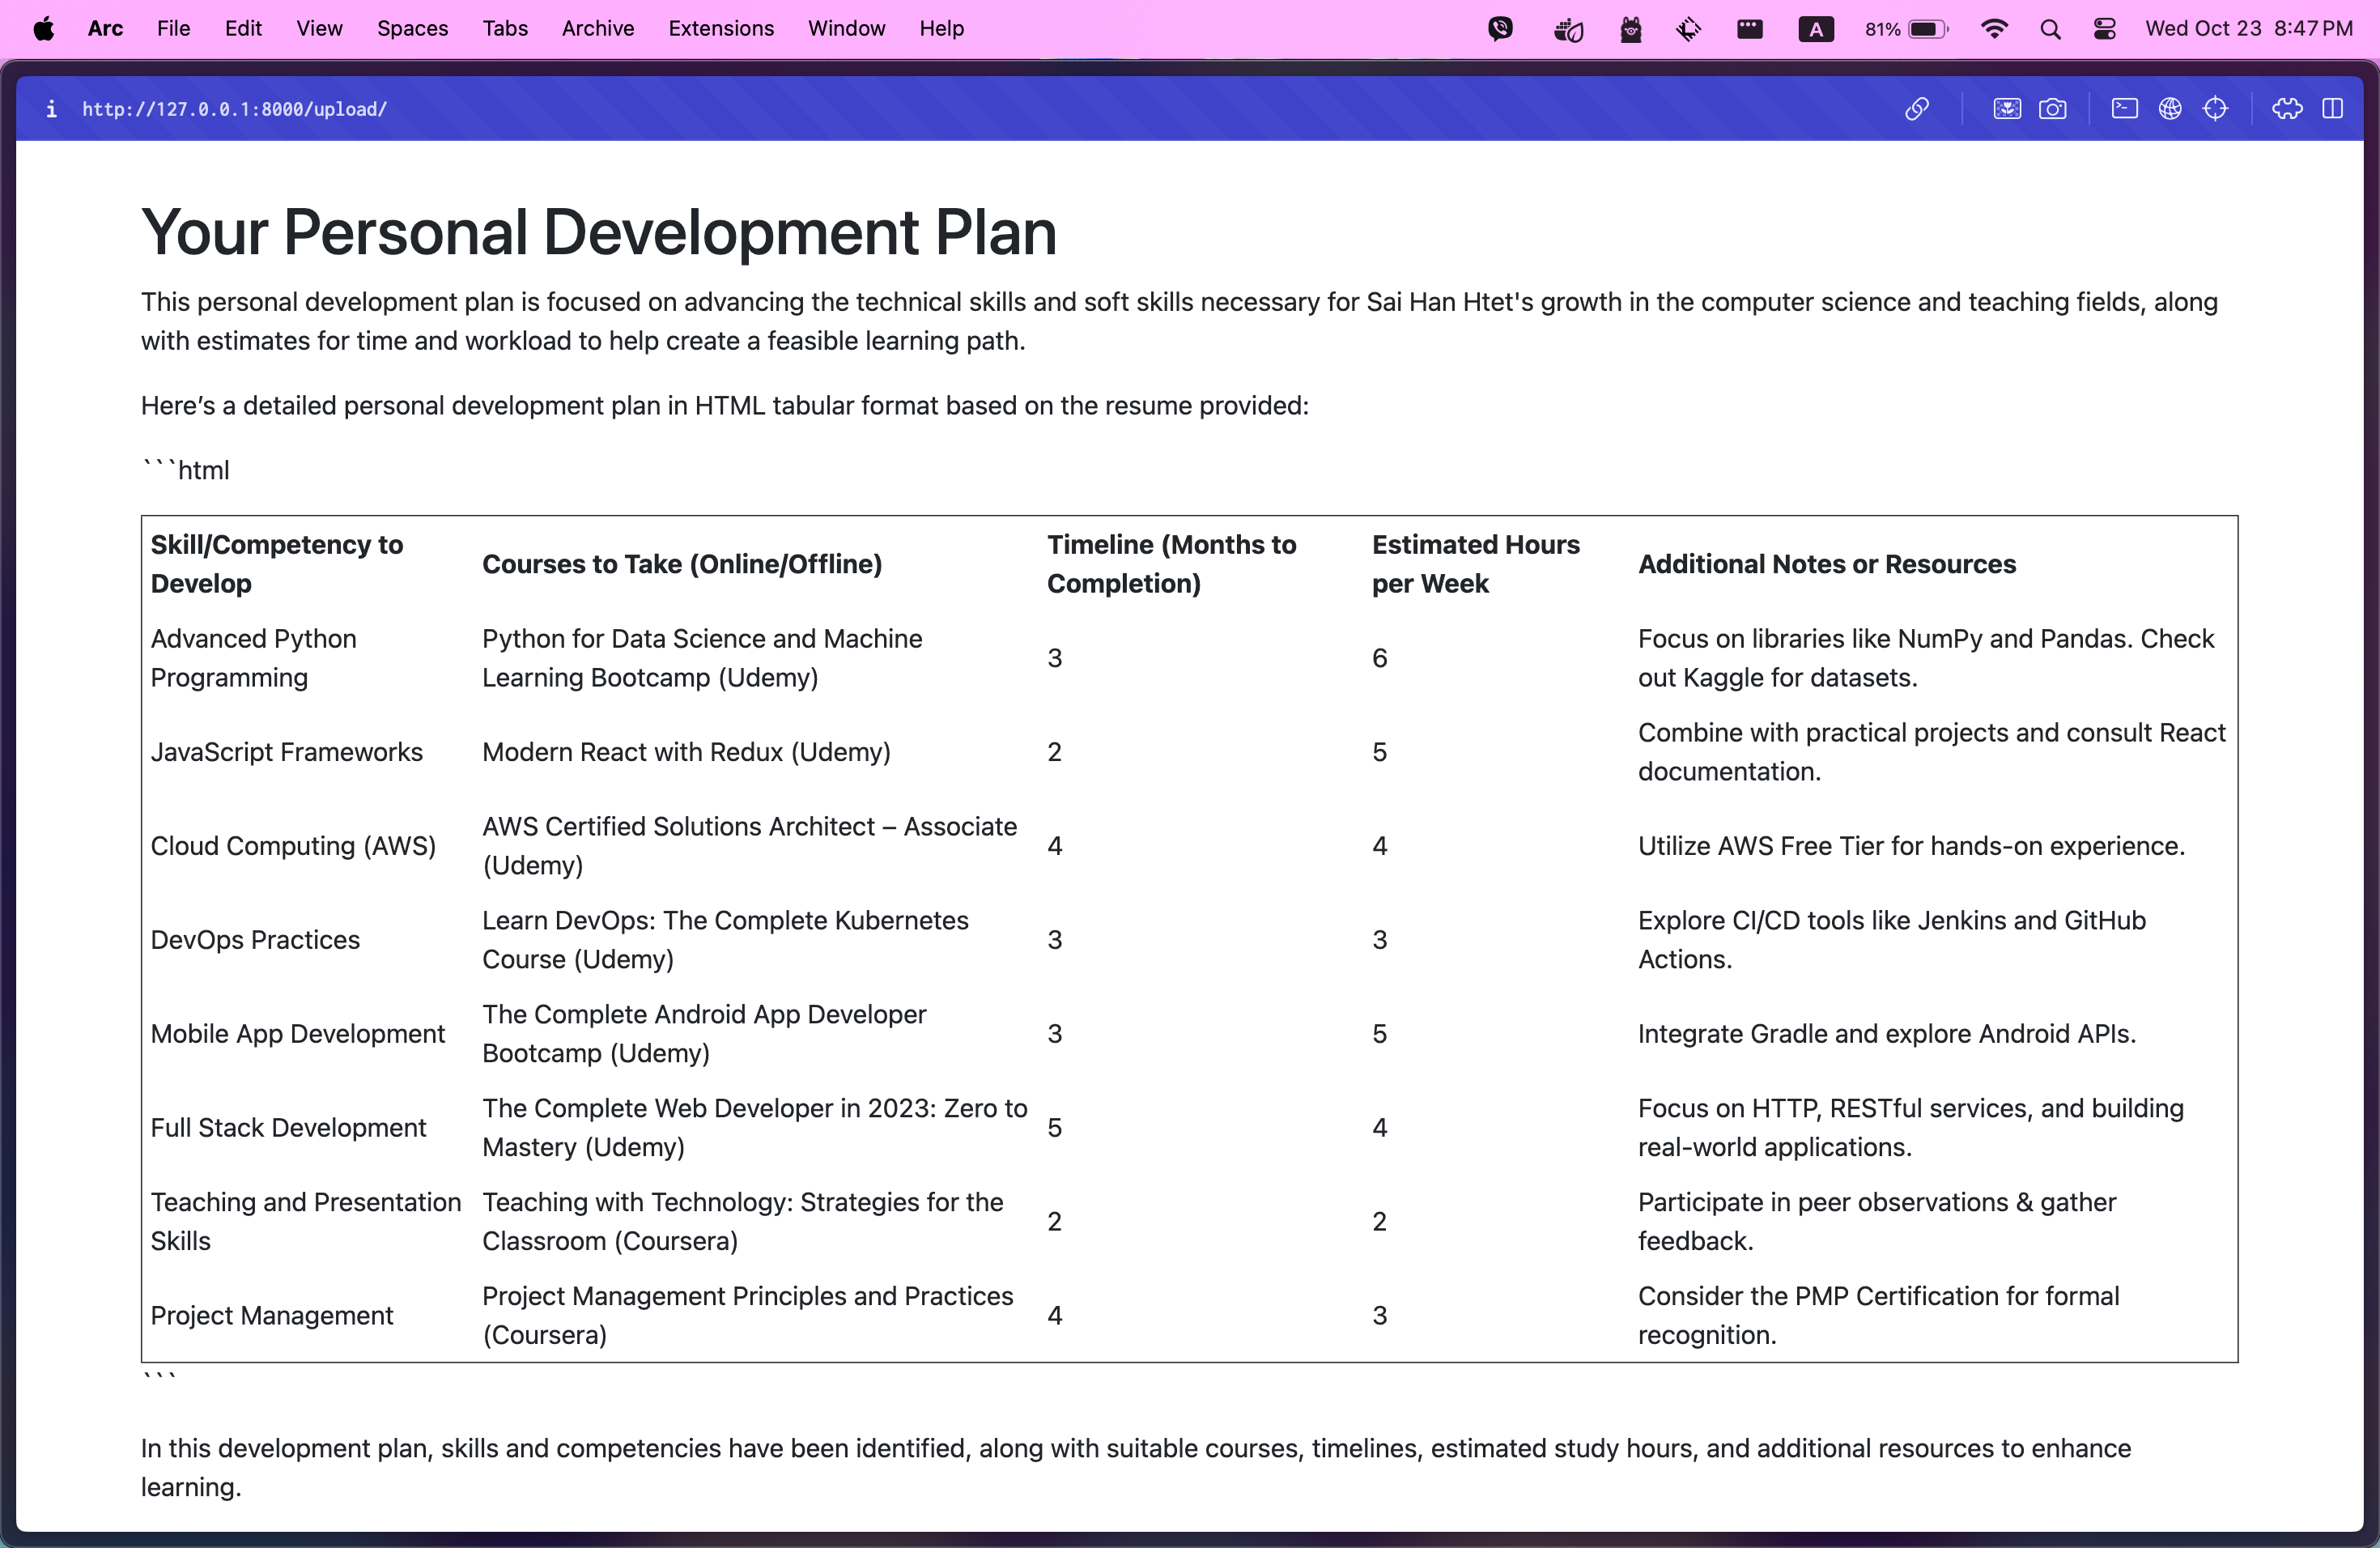 Arc File Edit View Spaces Tabs Archive Extensions Window Help A 81% Wed Oct 23 8:47 PM
http://127.0.0.1:8000/upload/
Your Personal Development Plan
This personal development plan is focused on advancing the technical skills and soft skills necessary for Sai Han Htet's growth in the computer science and teaching fields, along
with estimates for time and workload to help create a feasible learning path.
Here’s a detailed personal development plan in HTML tabular format based on the resume provided:
```html
Skill/Competency to
Develop
Courses to Take (Online/Offline)
Timeline (Months to
Completion)
Estimated Hours
per Week
Additional Notes or Resources
Advanced Python
Programming
Python for Data Science and Machine
Learning Bootcamp (Udemy)
3
6
Focus on libraries like NumPy and Pandas. Check
out Kaggle for datasets.
JavaScript Frameworks
Modern React with Redux (Udemy)
2
5
Combine with practical projects and consult React
documentation.
Cloud Computing (AWS)
AWS Certified Solutions Architect – Associate
(Udemy)
4
4
Utilize AWS Free Tier for hands-on experience.
DevOps Practices
Learn DevOps: The Complete Kubernetes
Course (Udemy)
3
3
Explore CI/CD tools like Jenkins and GitHub
Actions.
Mobile App Development
The Complete Android App Developer
Bootcamp (Udemy)
3
5
Integrate Gradle and explore Android APIs.
Full Stack Development
The Complete Web Developer in 2023: Zero to
Mastery (Udemy)
5
4
Focus on HTTP, RESTful services, and building
real-world applications.
Teaching and Presentation
Skills
Teaching with Technology: Strategies for the
Classroom (Coursera)
2
2
Participate in peer observations & gather
feedback.
Project Management
Project Management Principles and Practices
(Coursera)
4
3
Consider the PMP Certification for formal
recognition.
```
In this development plan, skills and competencies have been identified, along with suitable courses, timelines, estimated study hours, and additional resources to enhance
learning.